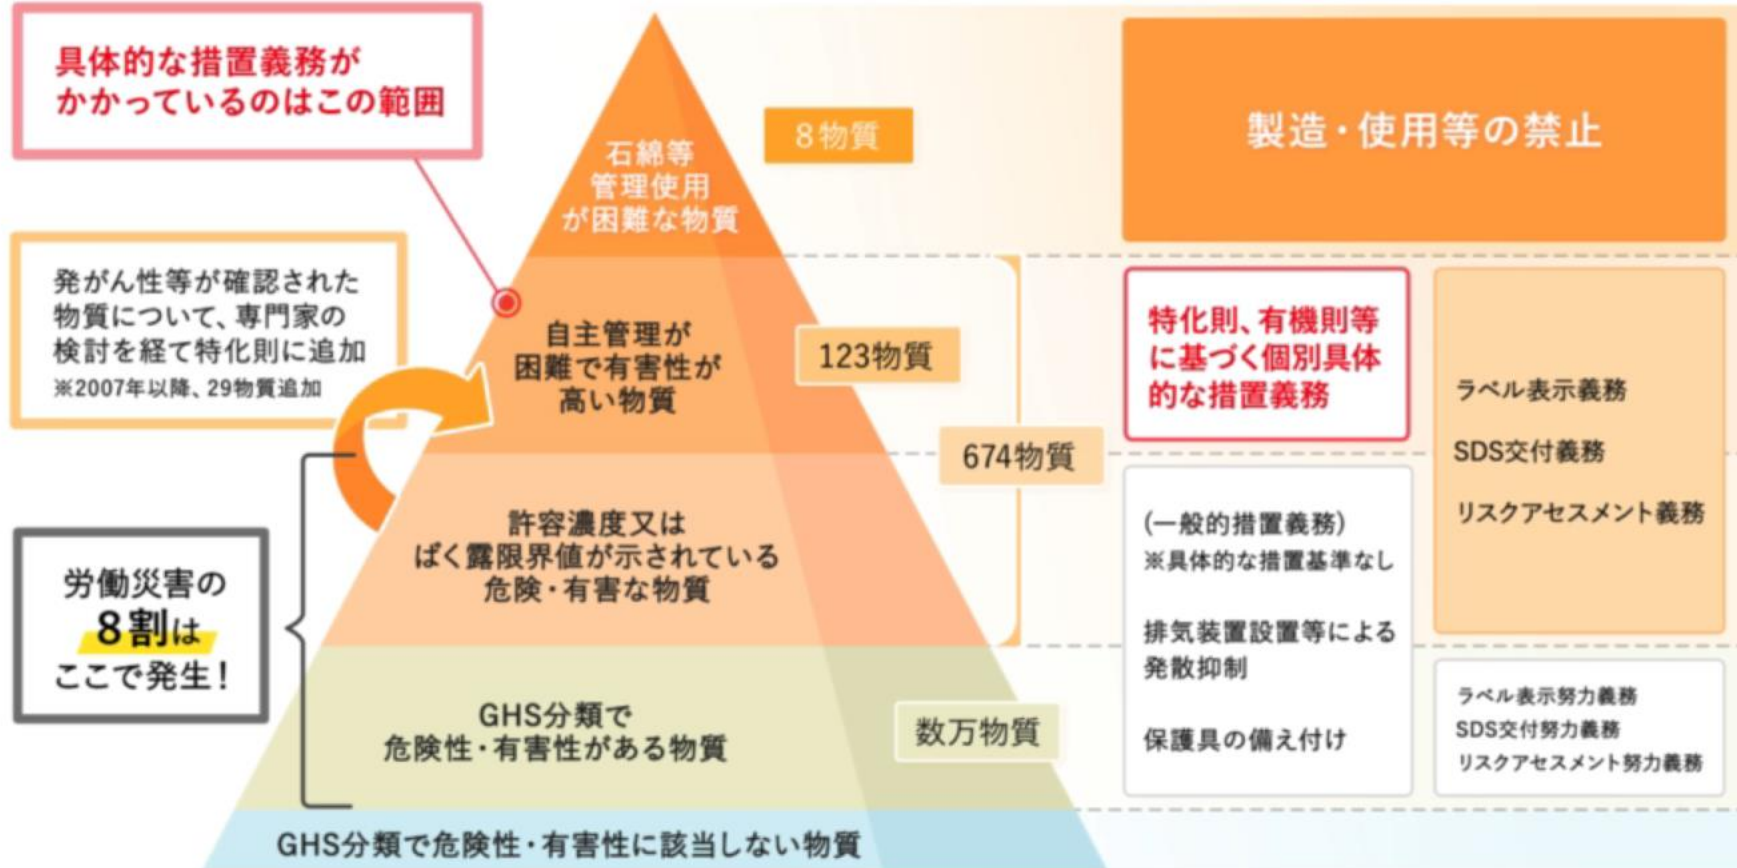 具体的な措置義務が
かかっているのはこの範囲
発がん性等が確認された
物質について、専門家の
検討を経て特化則に追加
※2007年以降、29物質追加
労働災害の
8割は
ここで発生！
石綿等
管理使用
が困難な物質
8物質
製造・使用等の禁止
自主管理が
困難で有害性が
高い物質
123物質
674物質
特化則、有機則等
に基づく個別具体
的な措置義務
ラベル表示義務
SDS交付義務
リスクアセスメント義務
許容濃度又は
ばく露限界値が示されている
危険・有害な物質
(一般的措置義務)
※具体的な措置基準なし
排気装置設置等による
発散抑制
保護具の備え付け
GHS分類で
危険性・有害性がある物質
数万物質
ラベル表示努力義務
SDS交付努力義務
リスクアセスメント努力義務
GHS分類で危険性・有害性に該当しない物質